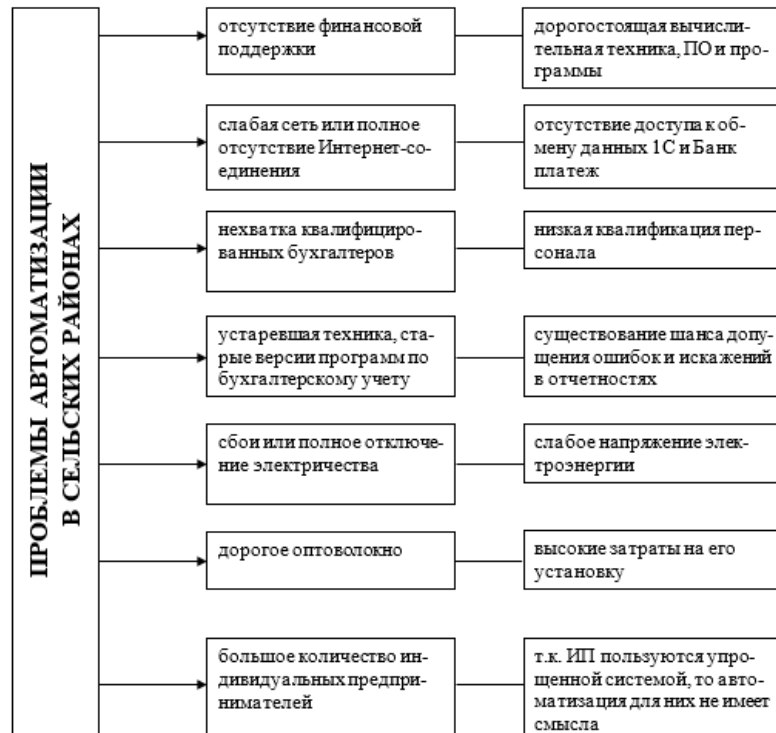 ПРОБЛЕМЫ АВТОМАТИЗАЦИИ
В СЕЛЬСКИХ РАЙОНАХ
отсутствие финансовой
поддержки
дорогостоящая вычисли-
тельная техника, ПО и про-
граммы
слабая сеть или полное
отсутствие Интернет-со-
единения
отсутствие доступа к об-
мену данных 1С и Банк
платеж
нехватка квалифициро-
ванных бухгалтеров
низкая квалификация пер-
сонала
устаревшая техника, ста-
рые версии программ по
бухгалтерскому учету
существование шанса допу-
щения ошибок и искажений
в отчетностях
сбои или полное отключе-
ние электричества
слабое напряжение элек-
троэнергии
дорогое оптоволокно
высокие затраты на его
установку
большое количество ин-
дивидуальных предпри-
нимателей
т.к. ИП пользуются упро-
щенной системой, то авто-
матизация для них не имеет
смысла